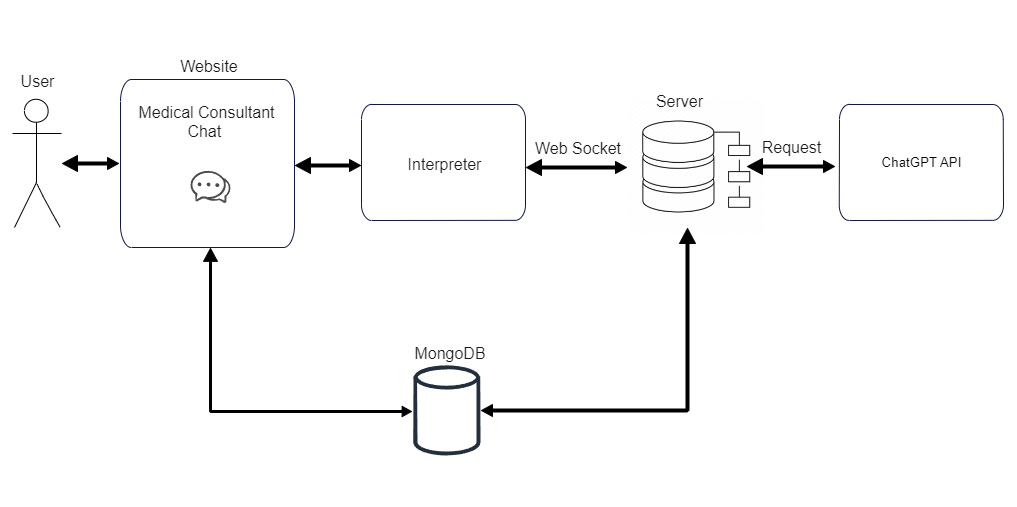 User
Website
Medical Consultant
Chat
Interpreter
Web Socket
Server
Request
ChatGPT API
MongoDB